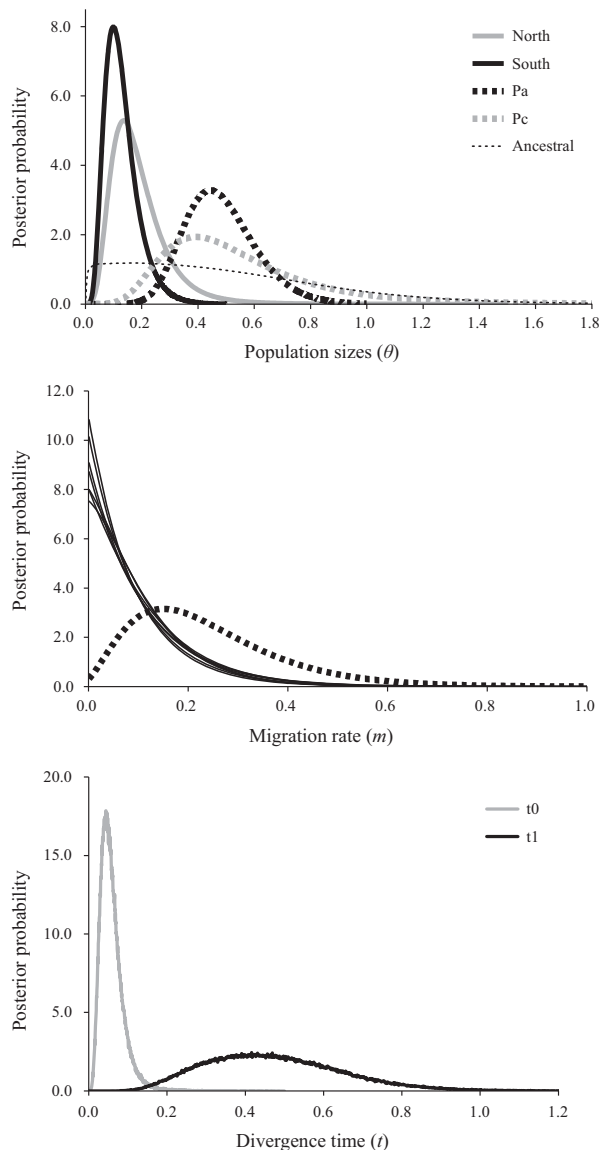 8.0
6.0
4.0
2.0
0.0
Posterior probability
North
South
Pa
Pc
Ancestral
0.0 0.2 0.4 0.6 0.8 1.0 1.2 1.4 1.6 1.8
Population sizes (θ)
12.0
10.0
8.0
6.0
4.0
2.0
0.0
Posterior probability
0.0 0.2 0.4 0.6 0.8 1.0
Migration rate (m)
20.0
15.0
10.0
5.0
0.0
Posterior probability
t0
t1
0.0 0.2 0.4 0.6 0.8 1.0 1.2
Divergence time (t)